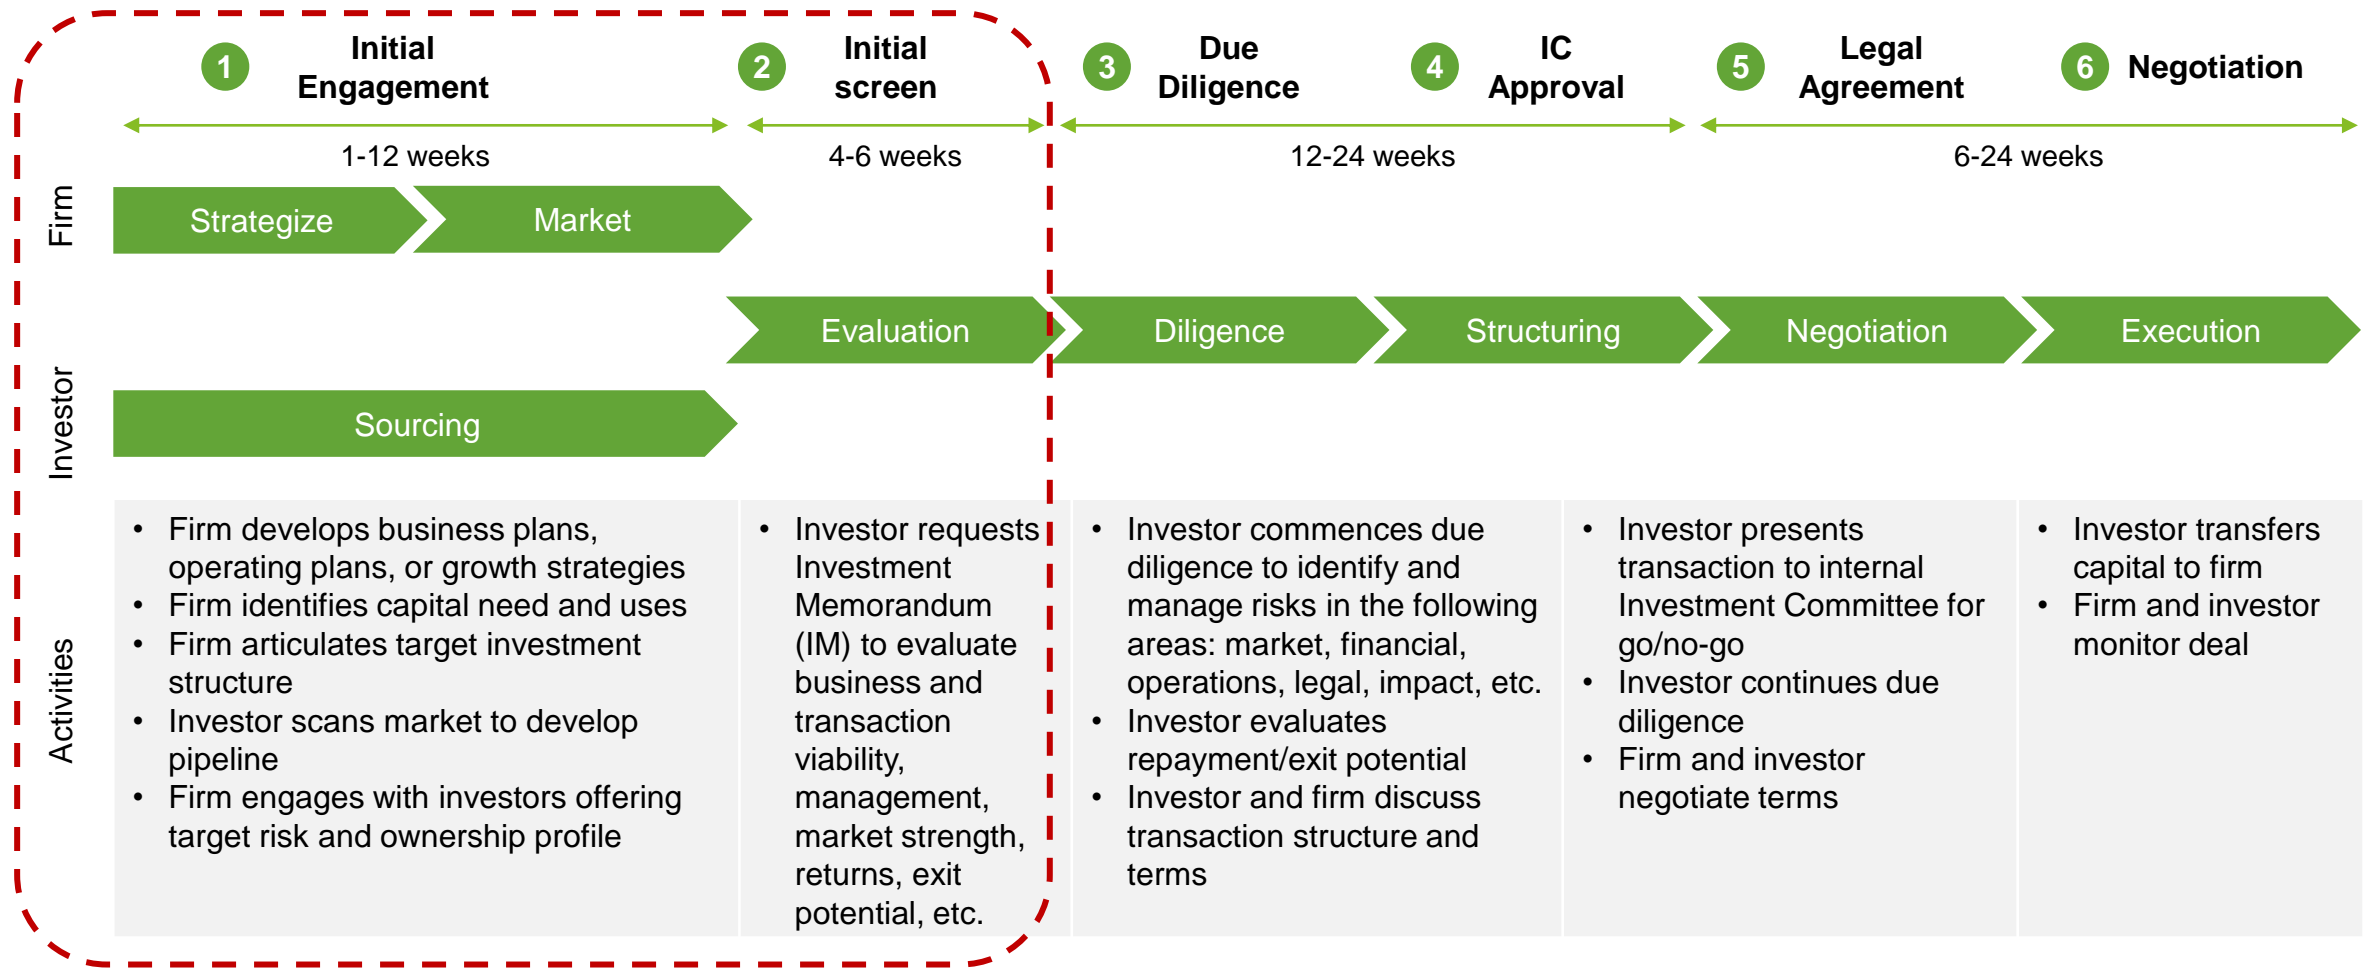 1
Initial
Engagement
2
Initial
screen
3
Due
Diligence
4
IC
Approval
5
Legal
Agreement
6
Negotiation
1-12 weeks
4-6 weeks
12-24 weeks
6-24 weeks
Firm
Strategize
Market
Investor
Evaluation
Diligence
Structuring
Negotiation
Execution
Sourcing
Activities
• Firm develops business plans,
operating plans, or growth strategies
• Firm identifies capital need and uses
• Firm articulates target investment
structure
• Investor scans market to develop
pipeline
• Firm engages with investors offering
target risk and ownership profile
• Investor requests
Investment
Memorandum
(IM) to evaluate
business and
transaction
viability,
management,
market strength,
returns, exit
potential, etc.
• Investor commences due
diligence to identify and
manage risks in the following
areas: market, financial,
operations, legal, impact, etc.
• Investor evaluates
repayment/exit potential
• Investor and firm discuss
transaction structure and
terms
• Investor presents
transaction to internal
Investment Committee for
go/no-go
• Investor continues due
diligence
• Firm and investor
negotiate terms
• Investor transfers
capital to firm
• Firm and investor
monitor deal